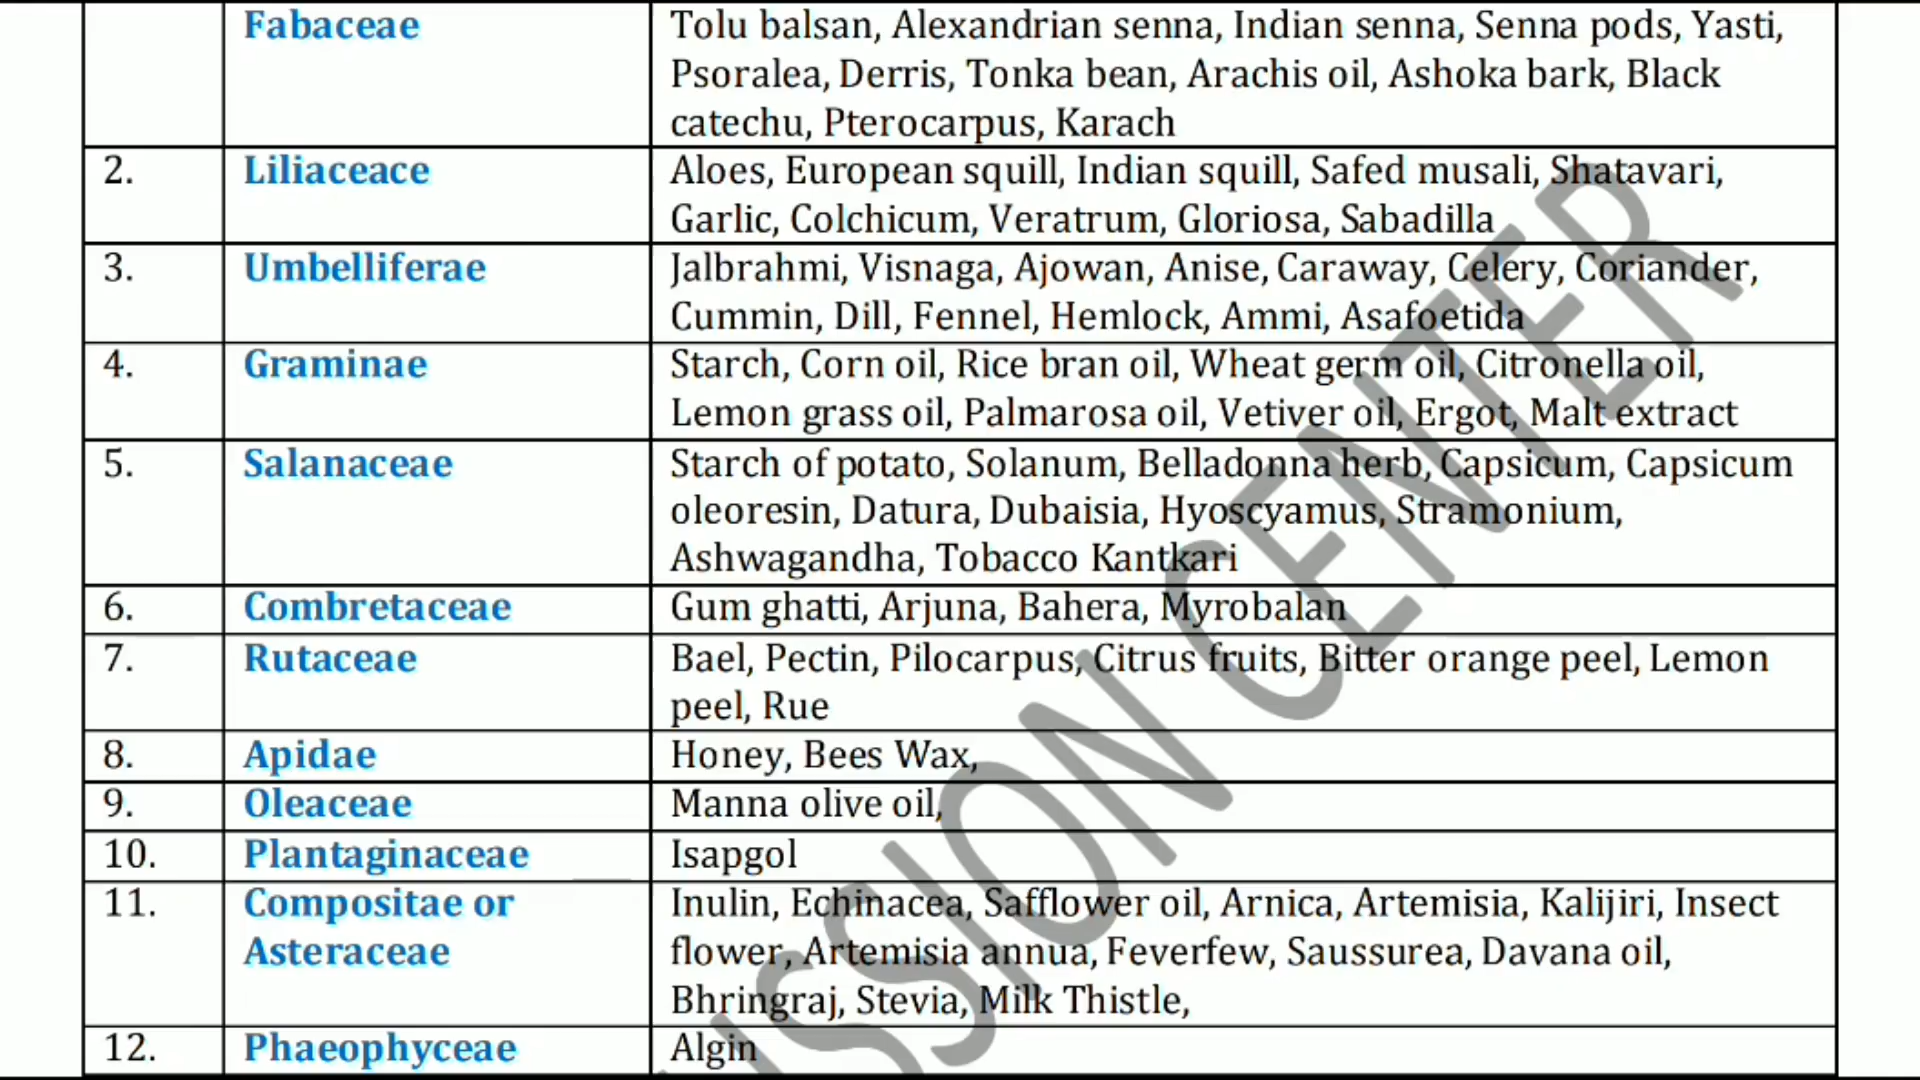 Fabaceae
Tolu balsan, Alexandrian senna, Indian senna, Senna pods, Yasti,
Psoralea, Derris, Tonka bean, Arachis oil, Ashoka bark, Black
catechu, Pterocarpus, Karach
2.
Liliaceace
Aloes, European squill, Indian squill, Safed musali, Shatavari,
Garlic, Colchicum, Veratrum, Gloriosa, Sabadilla
3.
Umbelliferae
Jalbrahmi, Visnaga, Ajowan, Anise, Caraway, Celery, Coriander,
Cummin, Dill, Fennel, Hemlock, Ammi, Asafoetida
4.
Graminae
Starch, Corn oil, Rice bran oil, Wheat germ oil, Citronella oil,
Lemon grass oil, Palmarosa oil, Vetiver oil, Ergot, Malt extract
5.
Salanaceae
Starch of potato, Solanum, Belladonna herb, Capsicum, Capsicum
oleoresin, Datura, Dubaisia, Hyoscyamus, Stramonium,
Ashwagandha, Tobacco Kantkari
6.
Combretaceae
Gum ghatti, Arjuna, Bahera, Myrobalan
7.
Rutaceae
Bael, Pectin, Pilocarpus, Citrus fruits, Bitter orange peel, Lemon
peel, Rue
8.
Apidae
Honey, Bees Wax,
9.
Oleaceae
Manna olive oil,
10.
Plantaginaceae
Isapgol
11.
Compositae or
Asteraceae
Inulin, Echinacea, Safflower oil, Arnica, Artemisia, Kalijiri, Insect
flower, Artemisia annua, Feverfew, Saussurea, Davana oil,
Bhringraj, Stevia, Milk Thistle,
12.
Phaeophyceae
Algin
CENTER